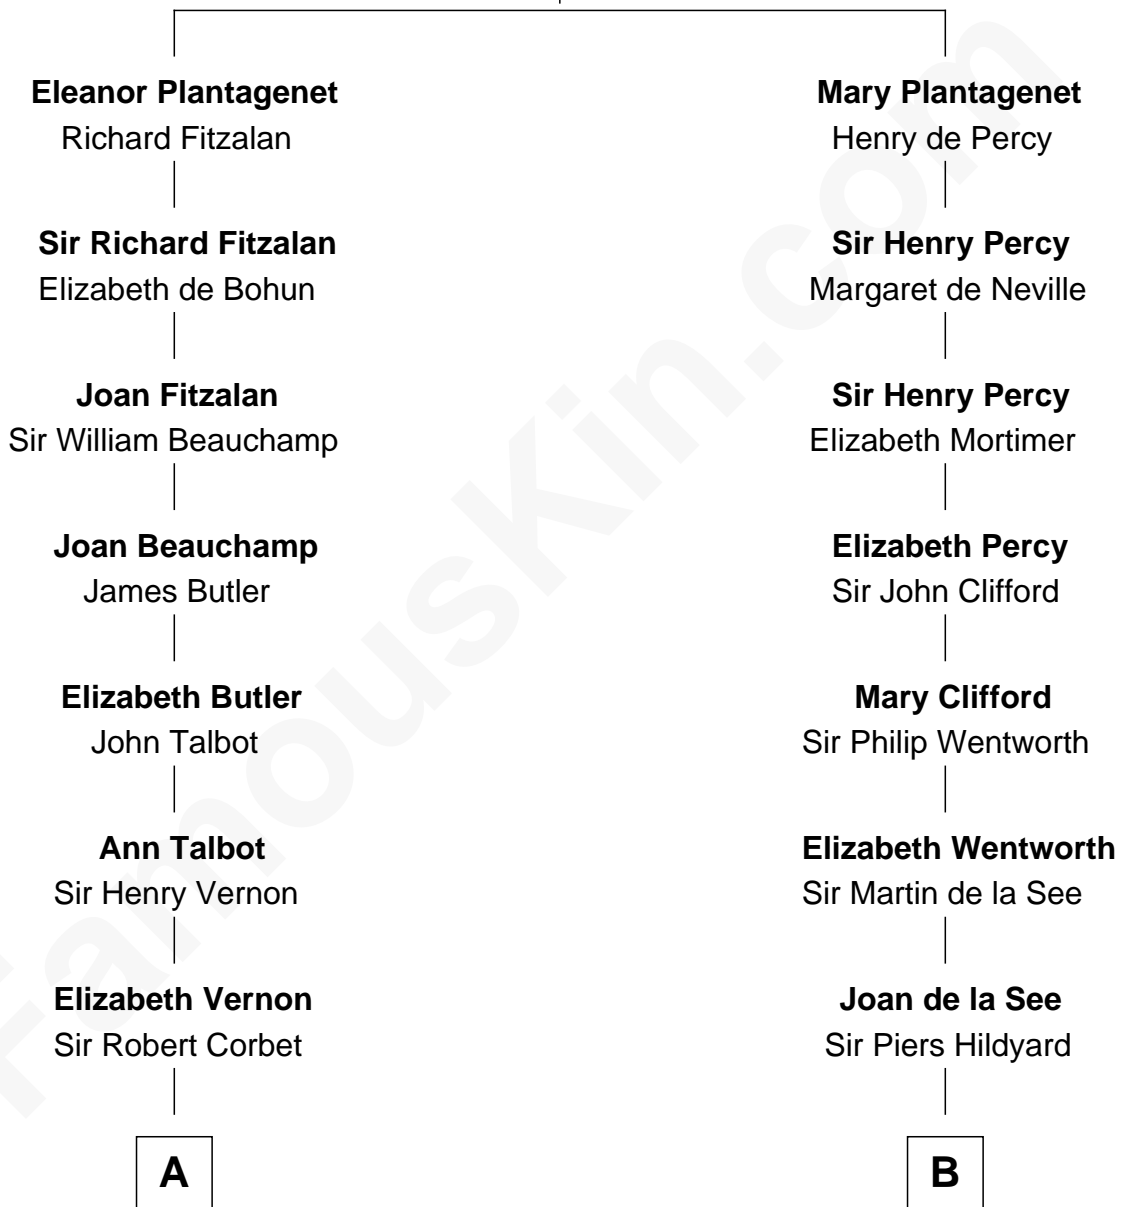 Eleanor Plantagenet
Richard Fitzalan
Sir Richard Fitzalan
Elizabeth de Bohun
Joan Fitzalan
Sir William Beauchamp
Joan Beauchamp
James Butler
Elizabeth Butler
John Talbot
Ann Talbot
Sir Henry Vernon
Elizabeth Vernon
Sir Robert Corbet
A
Mary Plantagenet
Henry de Percy
Sir Henry Percy
Margaret de Neville
Sir Henry Percy
Elizabeth Mortimer
Elizabeth Percy
Sir John Clifford
Mary Clifford
Sir Philip Wentworth
Elizabeth Wentworth
Sir Martin de la See
Joan de la See
Sir Piers Hildyard
B
FamousKin.com